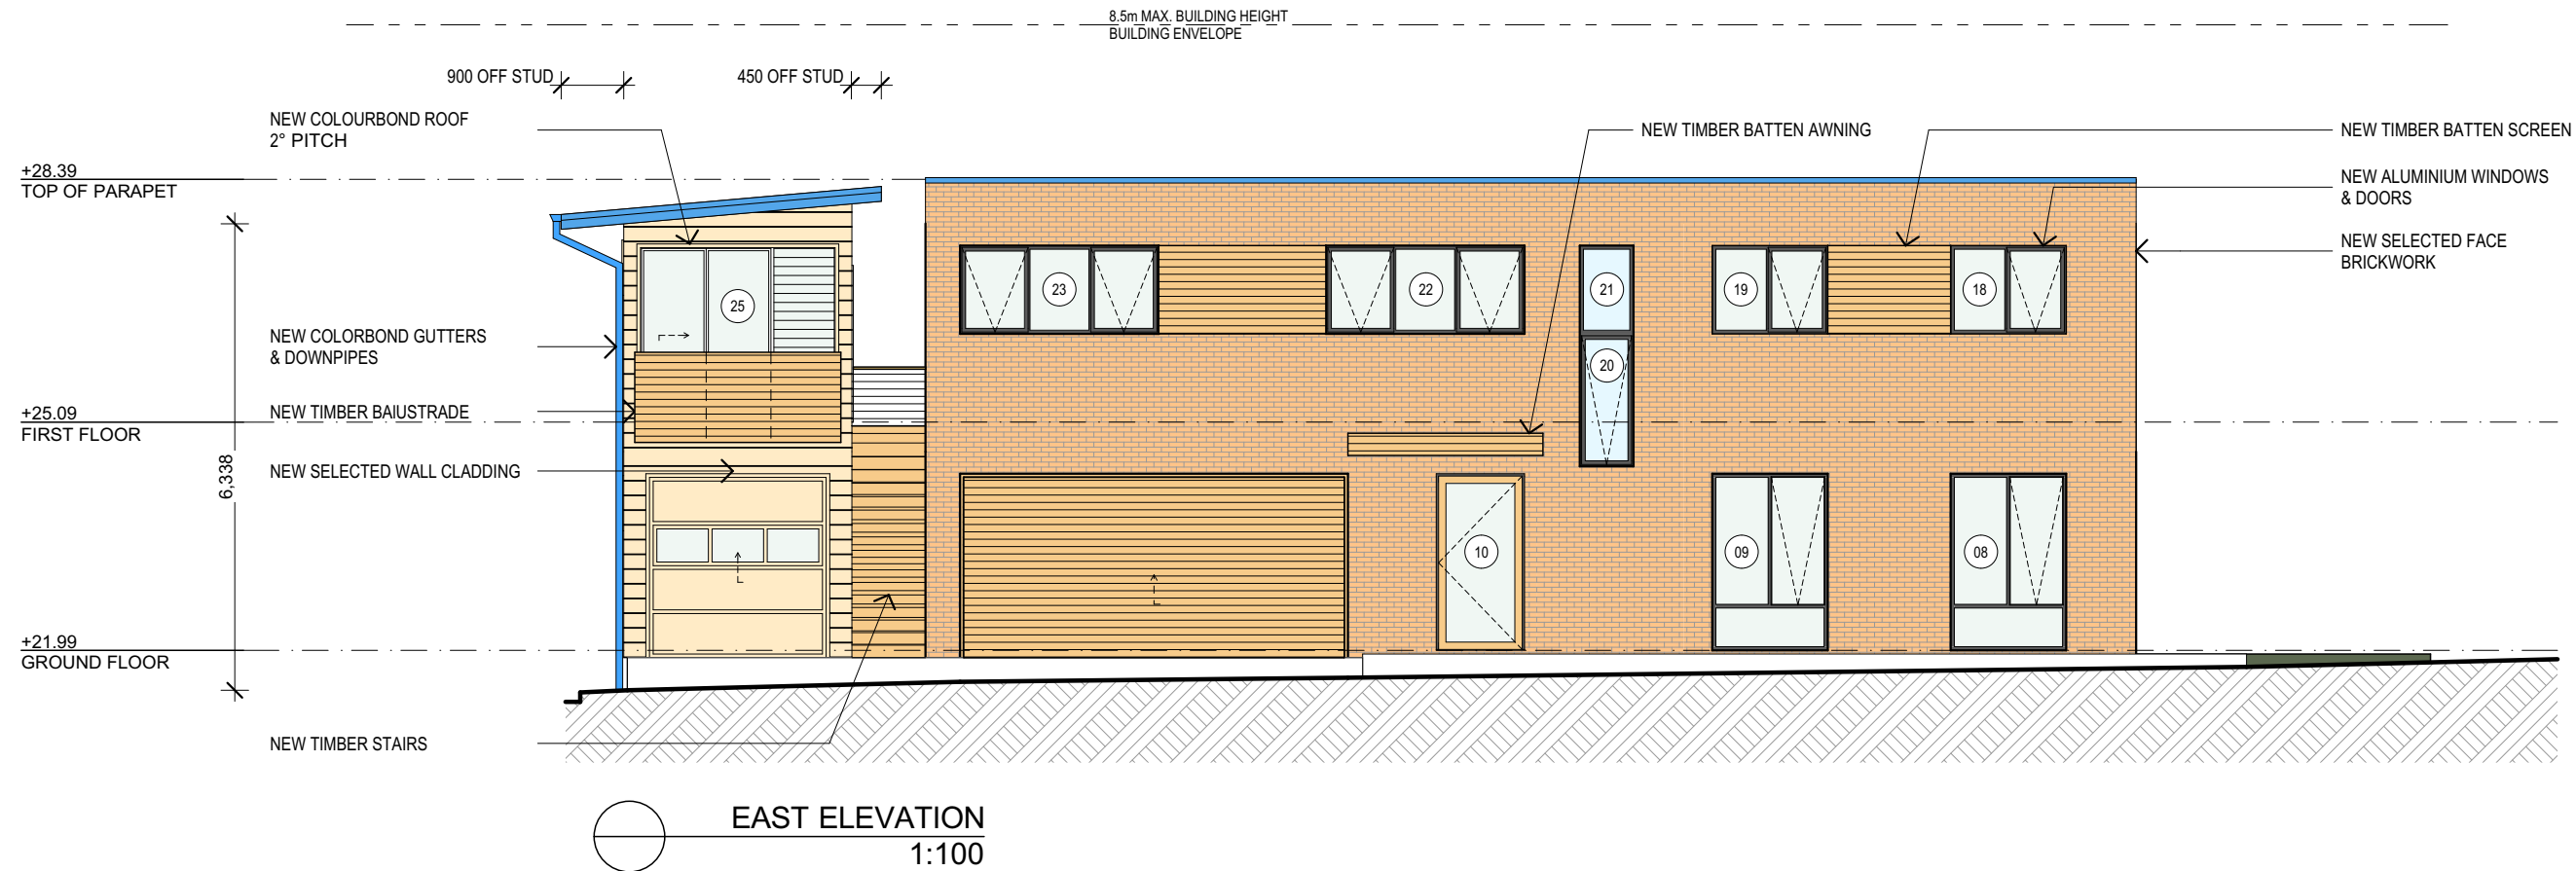 8.5m MAX. BUILDING HEIGHT
BUILDING ENVELOPE
900 OFF STUD
450 OFF STUD
NEW COLOURBOND ROOF
2° PITCH
NEW TIMBER BATTEN AWNING
NEW TIMBER BATTEN SCREEN
+28.39
TOP OF PARAPET
NEW ALUMINIUM WINDOWS
& DOORS
NEW SELECTED FACE
BRICKWORK
25
23
22
21
19
18
NEW COLORBOND GUTTERS
& DOWNPIPES
20
+25.09
FIRST FLOOR
NEW TIMBER BAIUSTRADE
6,338
NEW SELECTED WALL CLADDING
10
09
08
+21.99
GROUND FLOOR
NEW TIMBER STAIRS
EAST ELEVATION
1:100